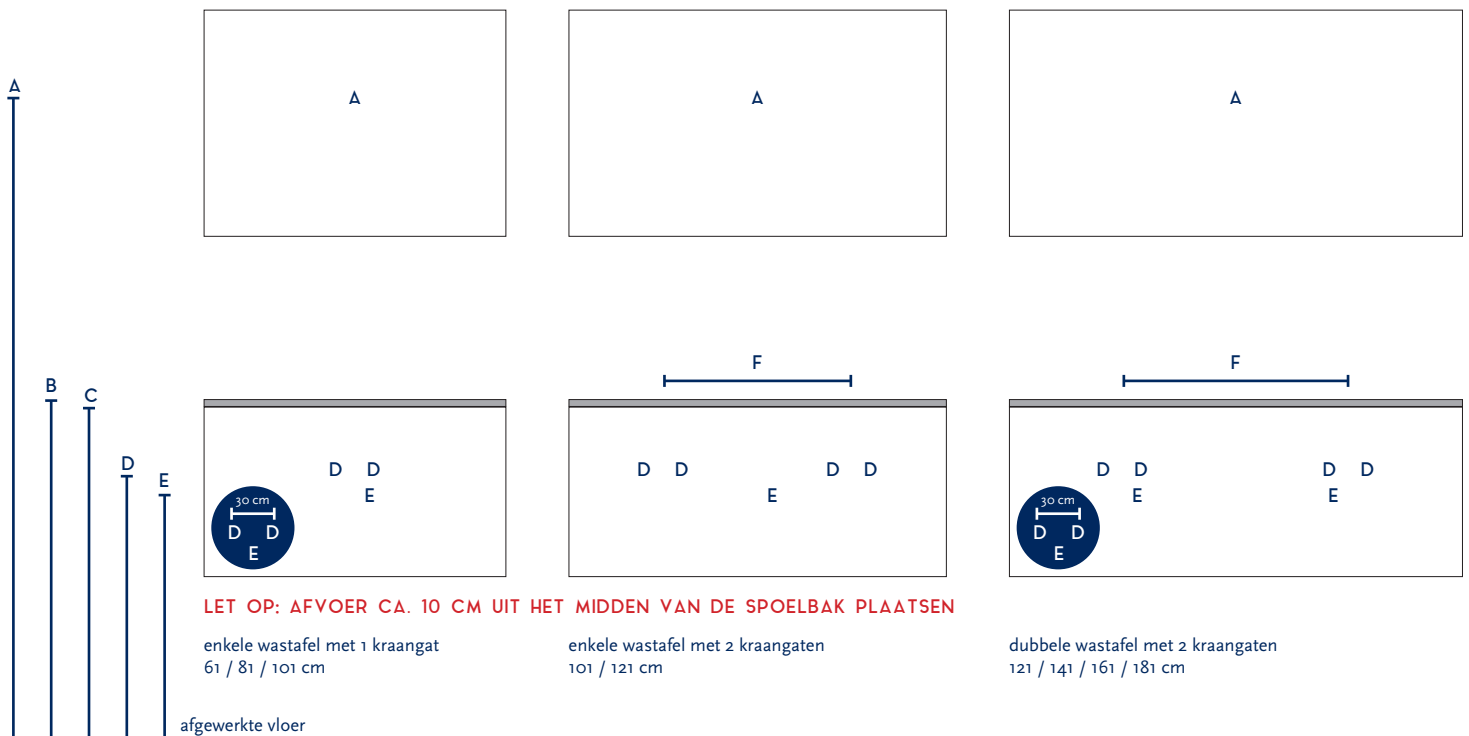 A
A
A
A
B
C
D
E
F
F
D D
E
D D
D D
E
D D
D D
E
E
30 cm
D D
E
30 cm
D D
E
LET OP: AFVOER CA. 10 CM UIT HET MIDDEN VAN DE SPOELBAK PLAATSEN
enkele wastafel met 1 kraangat
61 / 81 / 101 cm
enkele wastafel met 2 kraangaten
101 / 121 cm
dubbele wastafel met 2 kraangaten
121 / 141 / 161 / 181 cm
afgewerkte vloer